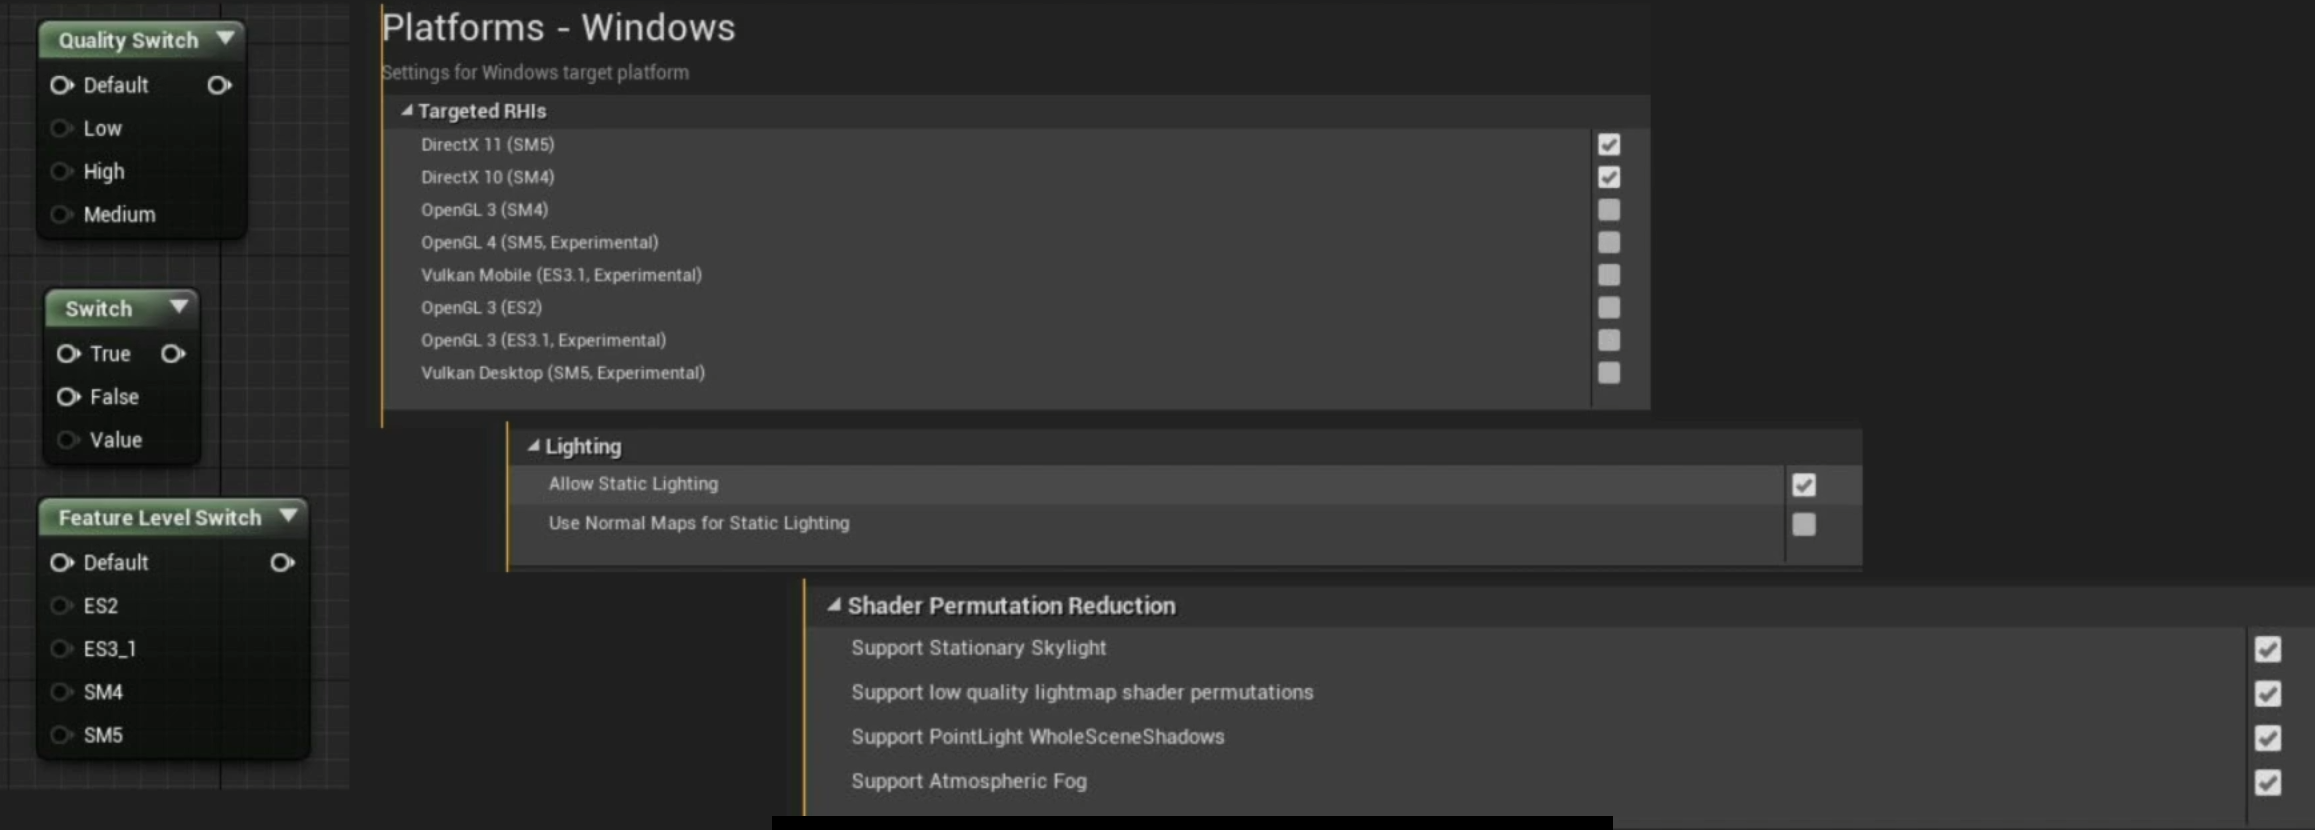 Quality Switch
Default
Low
High
Medium
Switch
True
False
Value
Feature Level Switch
Default
ES2
ES3_1
SM4
SM5
Platforms - Windows
Settings for Windows target platform
Targeted RHIs
DirectX 11 (SM5)
DirectX 10 (SM4)
OpenGL 3 (SM4)
OpenGL 4 (SM5, Experimental)
Vulkan Mobile (ES3.1, Experimental)
OpenGL 3 (ES2)
OpenGL 3 (ES3.1, Experimental)
Vulkan Desktop (SM5, Experimental)
Lighting
Allow Static Lighting
Use Normal Maps for Static Lighting
Shader Permutation Reduction
Support Stationary Skylight
Support low quality lightmap shader permutations
Support PointLight WholeSceneShadows
Support Atmospheric Fog